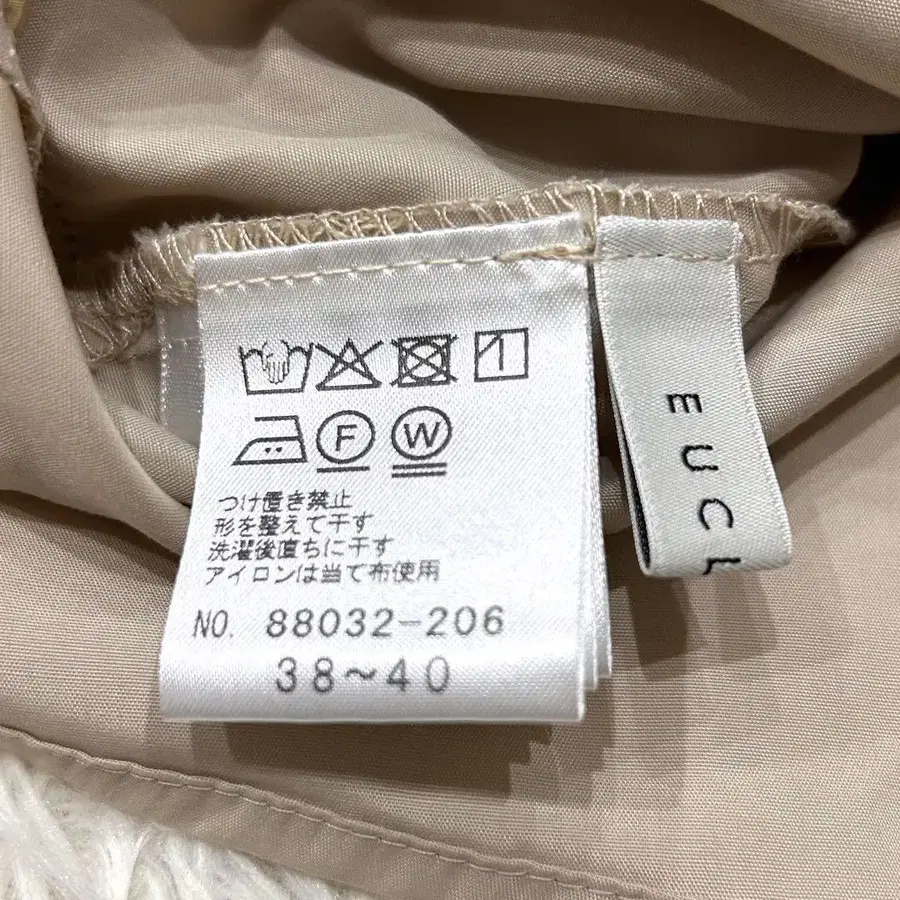 F W
つけ置き禁止
形を整えて干す
洗濯後直ちに干す
アイロンは当て布使用
NO. 88032-206
38～40
EUCL